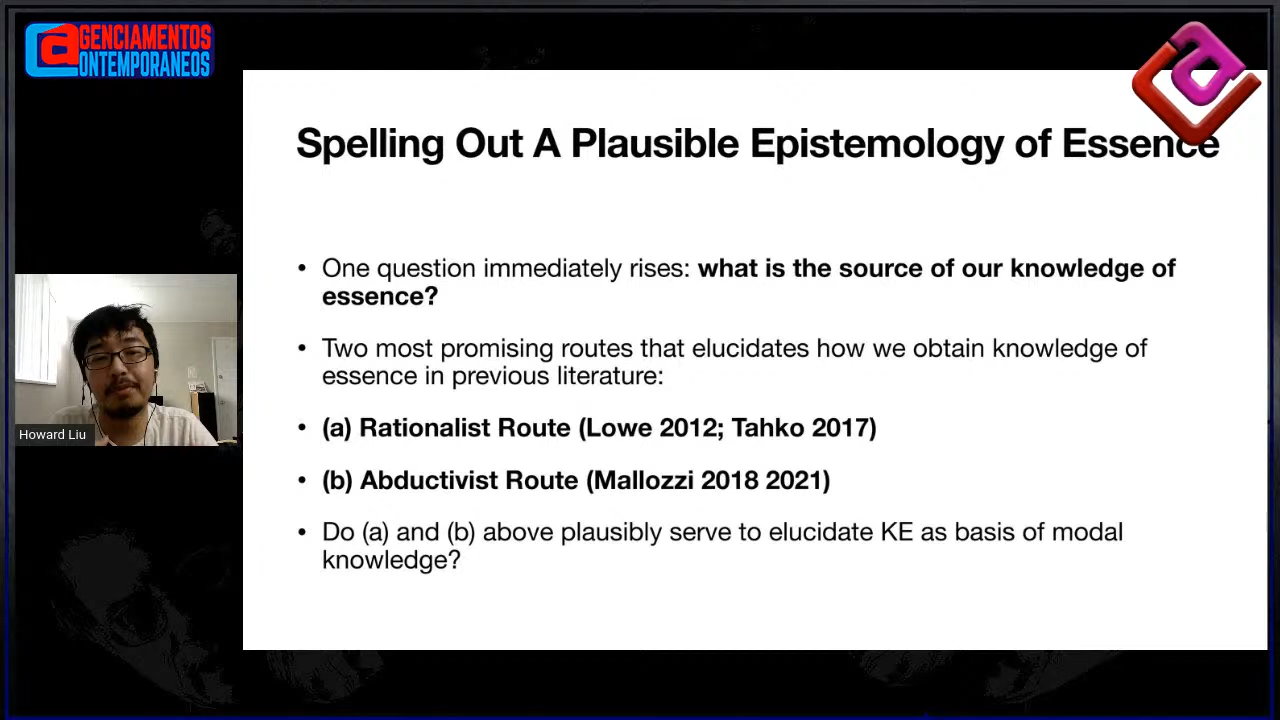 AGENCIAMENTOS
CONTEMPORANEOS
Spelling Out A Plausible Epistemology of Essence
• One question immediately rises: what is the source of our knowledge of
essence?
• Two most promising routes that elucidates how we obtain knowledge of
essence in previous literature:
• (a) Rationalist Route (Lowe 2012; Tahko 2017)
• (b) Abductivist Route (Mallozzi 2018 2021)
• Do (a) and (b) above plausibly serve to elucidate KE as basis of modal
knowledge?
Howard Liu